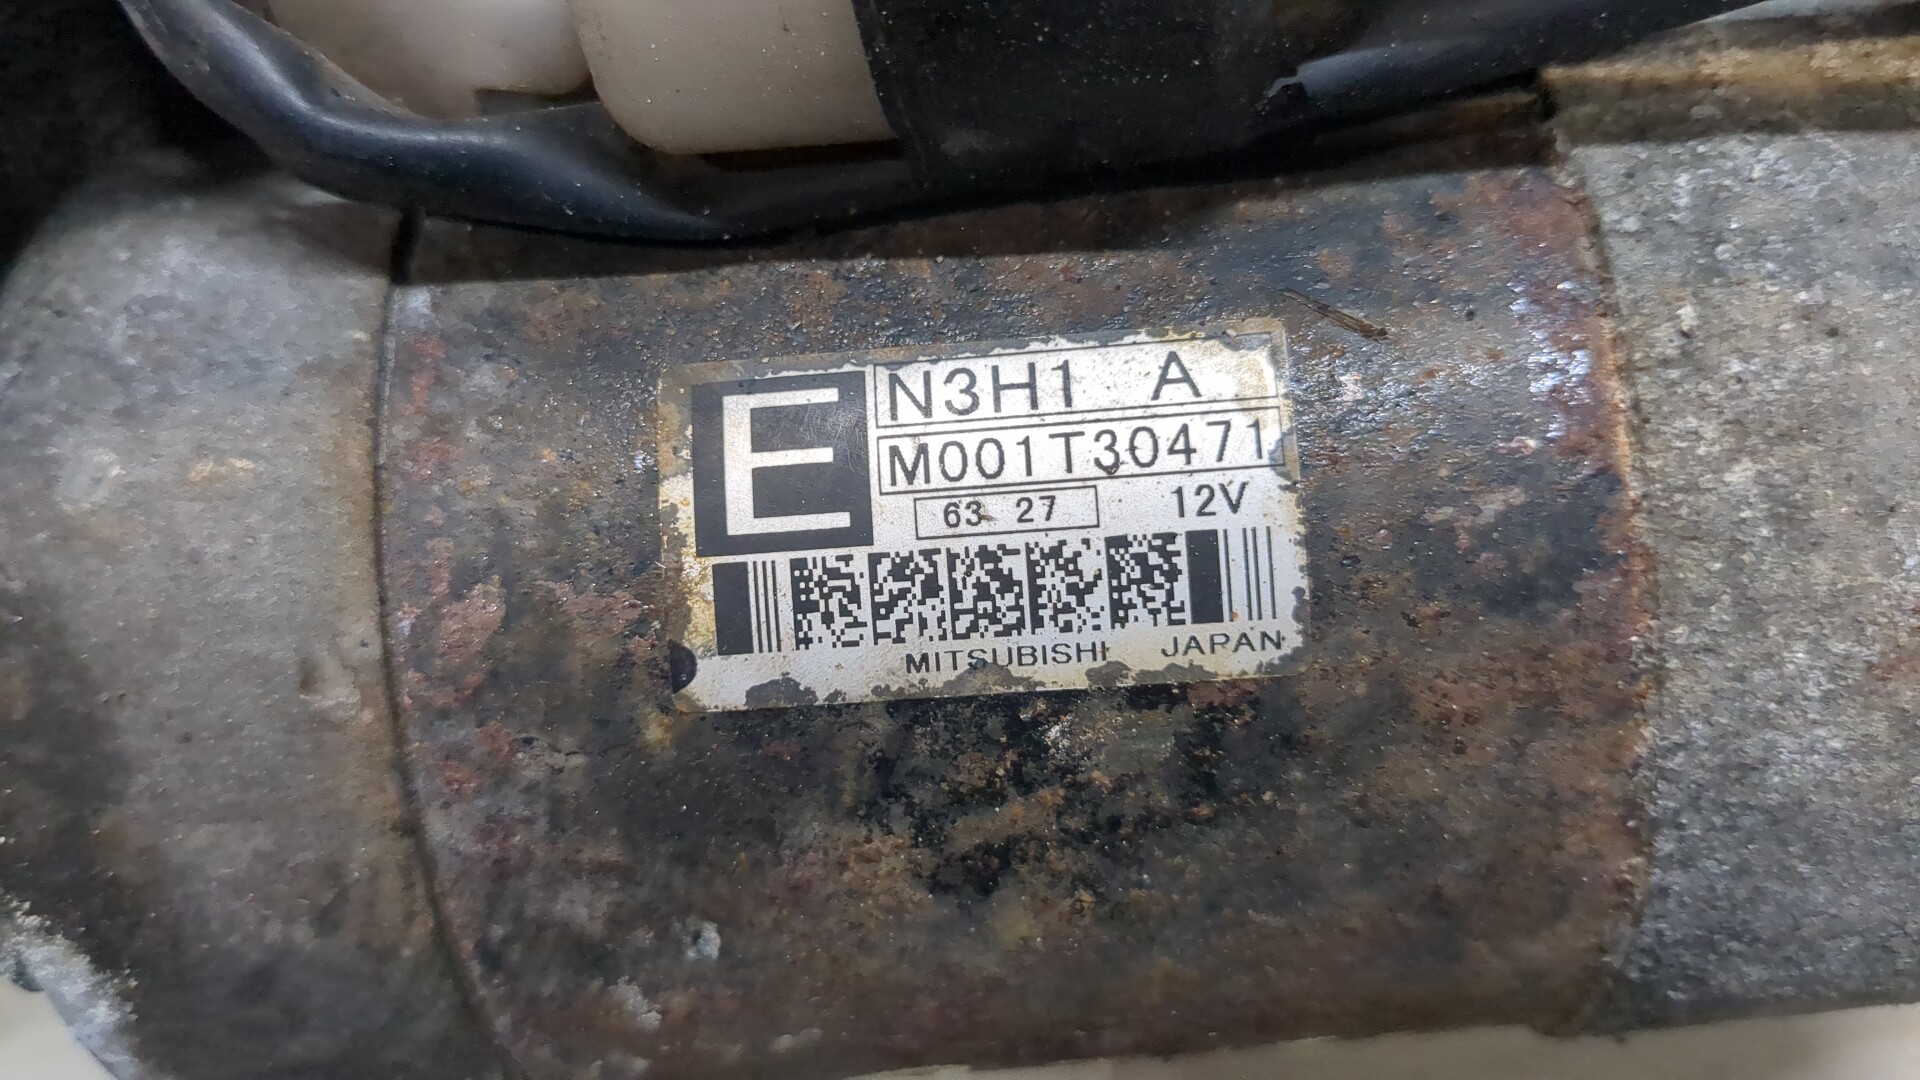 E
N3H1 A
M001T30471
63 27 12V
MITSUBISHI JAPAN